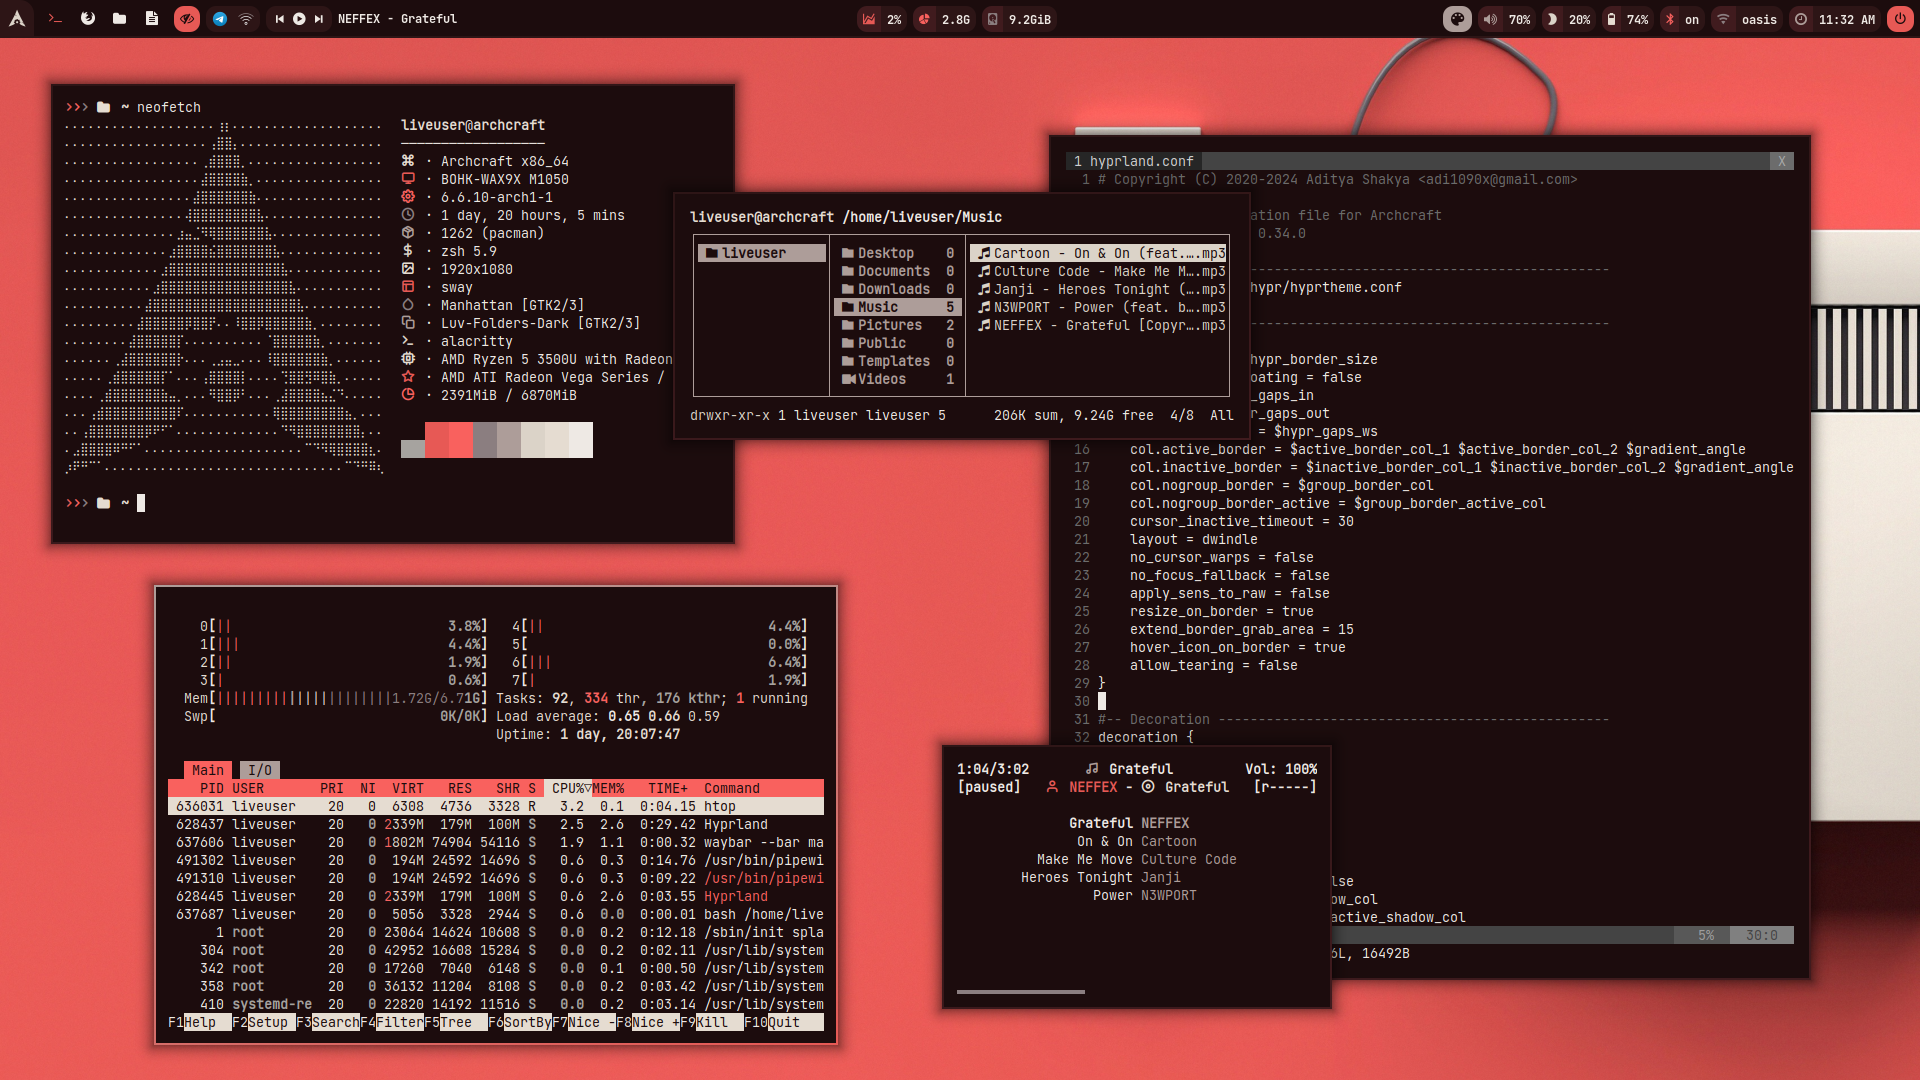 NEFFEX - Grateful
2%
2.8G
9.2GiB
70%
20%
74%
on
oasis
11:32 AM
~ neofetch
liveuser@archcraft
------------------
· Archcraft x86_64
· BOHK-WAX9X M1050
· 6.6.10-arch1-1
· 1 day, 20 hours, 5 mins
· 1262 (pacman)
· zsh 5.9
· 1920x1080
· sway
· Manhattan [GTK2/3]
· Luv-Folders-Dark [GTK2/3]
· alacritty
· AMD Ryzen 5 3500U with Radeon
· AMD ATI Radeon Vega Series /
· 2391MiB / 6870MiB
~
liveuser@archcraft /home/liveuser/Music
liveuser
Desktop 0
Documents 0
Downloads 0
Music 5
Pictures 2
Public 0
Templates 0
Videos 1
Cartoon - On & On (feat.….mp3
Culture Code - Make Me M….mp3
Janji - Heroes Tonight (….mp3
N3WPORT - Power (feat. b….mp3
NEFFEX - Grateful [Copyr….mp3
drwxr-xr-x 1 liveuser liveuser 5 206K sum, 9.24G free 4/8 All
1 hyprland.conf X
1 # Copyright (C) 2020-2024 Aditya Shakya <adi1090x@gmail.com>
ation file for Archcraft
0.34.0
---------------------------------------------
hypr/hyprtheme.conf
---------------------------------------------
hypr_border_size
oating = false
_gaps_in
r_gaps_out
= $hypr_gaps_ws
16 col.active_border = $active_border_col_1 $active_border_col_2 $gradient_angle
17 col.inactive_border = $inactive_border_col_1 $inactive_border_col_2 $gradient_angle
18 col.nogroup_border = $group_border_col
19 col.nogroup_border_active = $group_border_active_col
20 cursor_inactive_timeout = 30
21 layout = dwindle
22 no_cursor_warps = false
23 no_focus_fallback = false
24 apply_sens_to_raw = false
25 resize_on_border = true
26 extend_border_grab_area = 15
27 hover_icon_on_border = true
28 allow_tearing = false
29 }
30
31 #-- Decoration -------------------------------------------------
32 decoration {
lse
ow_col
active_shadow_col
5% 30:0
6L, 16492B
0[|| 3.8%] 4[|| 4.4%]
1[||| 4.4%] 5[ 0.0%]
2[|| 1.9%] 6[||| 6.4%]
3[| 0.6%] 7[| 1.9%]
Mem[||||||||||||||||||||||1.72G/6.71G] Tasks: 92, 334 thr, 176 kthr; 1 running
Swp[ 0K/0K] Load average: 0.65 0.66 0.59
Uptime: 1 day, 20:07:47
Main I/O
PID USER PRI NI VIRT RES SHR S CPU%▽MEM% TIME+ Command
636031 liveuser 20 0 6308 4736 3328 R 3.2 0.1 0:04.15 htop
628437 liveuser 20 0 2339M 179M 100M S 2.5 2.6 0:29.42 Hyprland
637606 liveuser 20 0 1802M 74904 54116 S 1.9 1.1 0:00.32 waybar --bar ma
491302 liveuser 20 0 194M 24592 14696 S 0.6 0.3 0:14.76 /usr/bin/pipewi
491310 liveuser 20 0 194M 24592 14696 S 0.6 0.3 0:09.22 /usr/bin/pipewi
628445 liveuser 20 0 2339M 179M 100M S 0.6 2.6 0:03.55 Hyprland
637687 liveuser 20 0 5056 3328 2944 S 0.6 0.0 0:00.01 bash /home/live
1 root 20 0 23064 14624 10608 S 0.0 0.2 0:12.18 /sbin/init spla
304 root 20 0 42952 16608 15284 S 0.0 0.2 0:02.11 /usr/lib/system
342 root 20 0 17260 7040 6148 S 0.0 0.1 0:00.50 /usr/lib/system
358 root 20 0 36132 11204 8108 S 0.0 0.2 0:03.42 /usr/lib/system
410 systemd-re 20 0 22820 14192 11516 S 0.0 0.2 0:03.14 /usr/lib/system
F1Help F2Setup F3SearchF4FilterF5Tree F6SortByF7Nice -F8Nice +F9Kill F10Quit
1:04/3:02 Grateful Vol: 100%
[paused] NEFFEX - Grateful [r-----]
Grateful NEFFEX
On & On Cartoon
Make Me Move Culture Code
Heroes Tonight Janji
Power N3WPORT